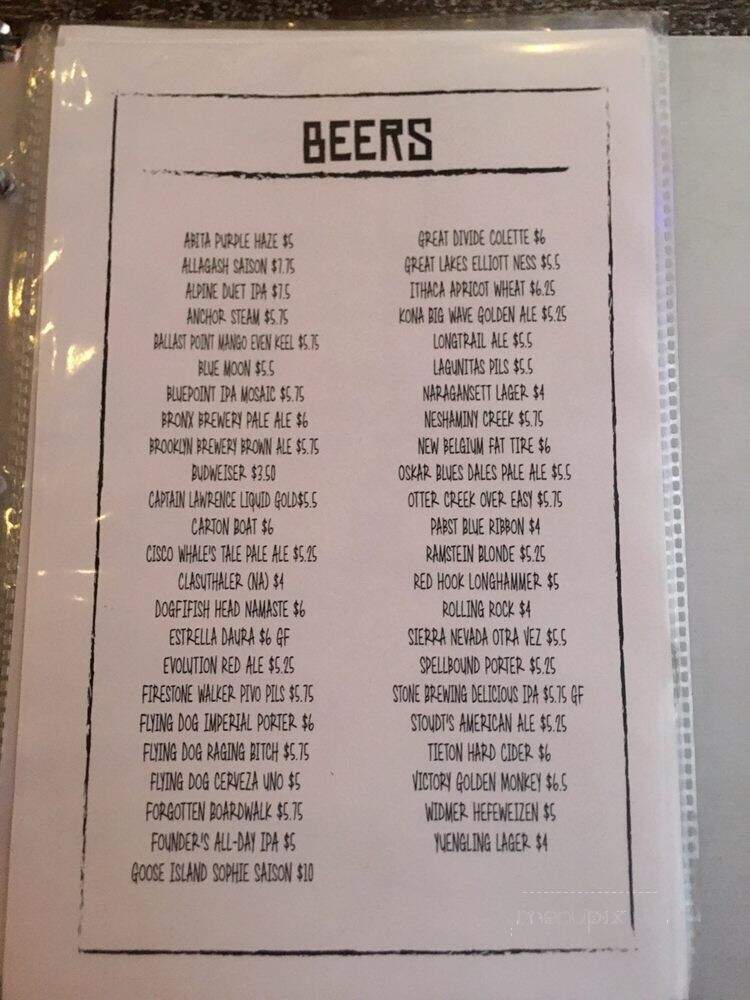 BEERS
ABITA PURPLE HAZE $5
ALLAGASH SAISON $7.75
ALPINE DUET IPA $7.5
ANCHOR STEAM $5.75
BALLAST POINT MANGO EVEN KEEL $5.75
BLUE MOON $5.5
BLUEPOINT IPA MOSAIC $5.75
BRONX BREWERY PALE ALE $6
BROOKLYN BREWERY BROWN ALE $5.75
BUDWEISER $3.50
CAPTAIN LAWRENCE LIQUID GOLD$5.5
CARTON BOAT $6
CISCO WHALE'S TALE PALE ALE $5.25
CLASUTHALER (NA) $4
DOGFIFISH HEAD NAMASTE $6
ESTRELLA DAURA $6 GF
EVOLUTION RED ALE $5.25
FIRESTONE WALKER PIVO PILS $5.75
FLYING DOG IMPERIAL PORTER $6
FLYING DOG RAGING BITCH $5.75
FLYING DOG CERVEZA UNO $5
FORGOTTEN BOARDWALK $5.75
FOUNDER'S ALL-DAY IPA $5
GOOSE ISLAND SOPHIE SAISON $10
GREAT DIVIDE COLETTE $6
GREAT LAKES ELLIOTT NESS $5.5
ITHACA APRICOT WHEAT $6.25
KONA BIG WAVE GOLDEN ALE $5.25
LONGTRAIL ALE $5.5
LAGUNITAS PILS $5.5
NARAGANSETT LAGER $4
NESHAMINY CREEK $5.75
NEW BELGIUM FAT TIRE $6
OSKAR BLUES DALES PALE ALE $5.5
OTTER CREEK OVER EASY $5.75
PABST BLUE RIBBON $4
RAMSTEIN BLONDE $5.25
RED HOOK LONGHAMMER $5
ROLLING ROCK $4
SIERRA NEVADA OTRA VEZ $5.5
SPELLBOUND PORTER $5.25
STONE BREWING DELICIOUS IPA $5.75 GF
STOUDT'S AMERICAN ALE $5.25
TIETON HARD CIDER $6
VICTORY GOLDEN MONKEY $6.5
WIDMER HEFEWEIZEN $5
YUENGLING LAGER $4
menupix